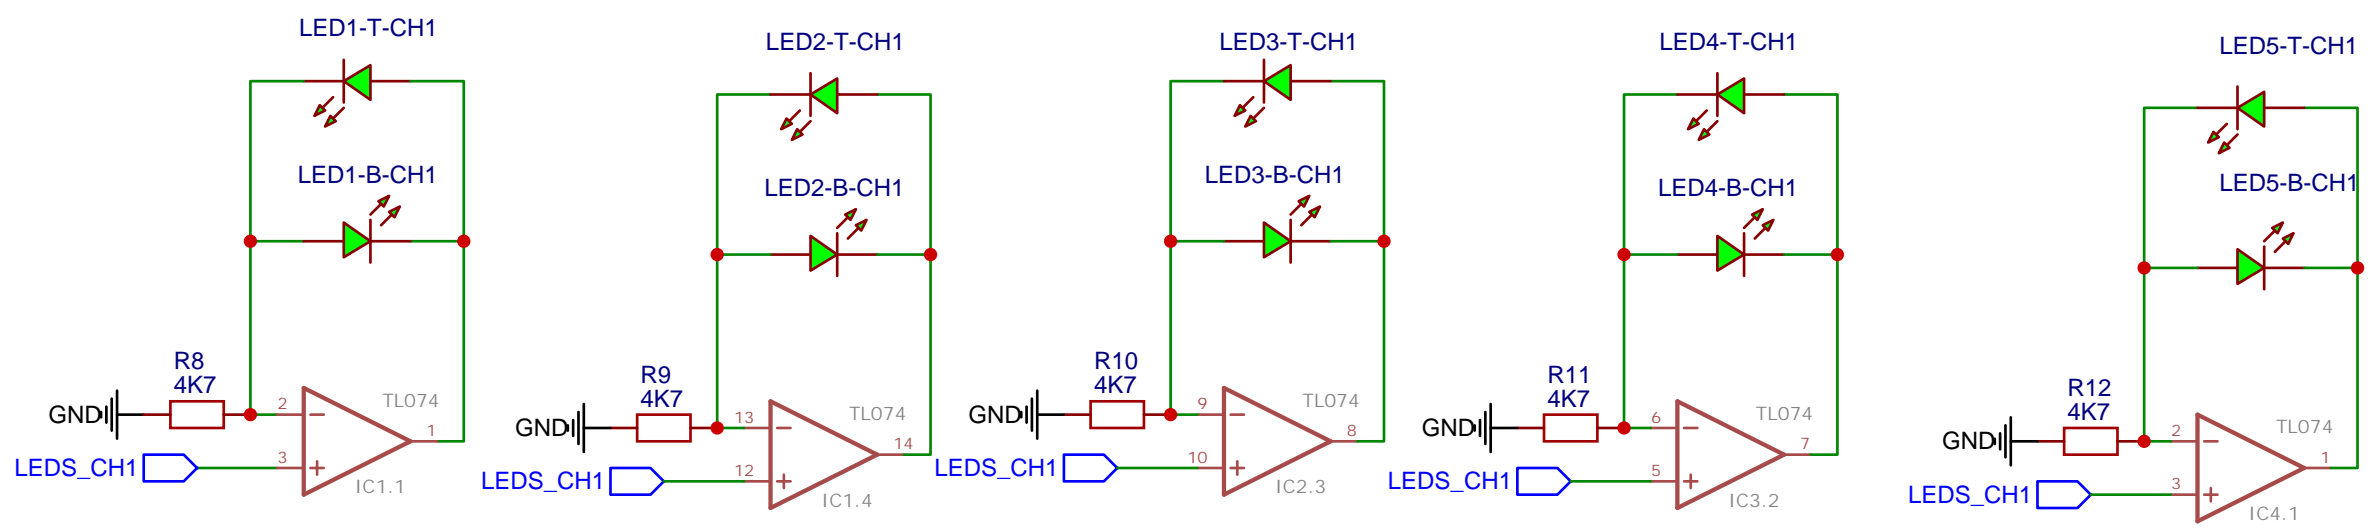 LED1-T-CH1
LED1-B-CH1
R8
4K7
GND
2
TL074
1
LEDS_CH1
3
IC1.1
LED2-T-CH1
LED2-B-CH1
R9
4K7
GND
13
TL074
14
LEDS_CH1
12
IC1.4
LED3-T-CH1
LED3-B-CH1
R10
4K7
GND
9
TL074
8
LEDS_CH1
10
IC2.3
LED4-T-CH1
LED4-B-CH1
R11
4K7
GND
6
TL074
7
LEDS_CH1
5
IC3.2
LED5-T-CH1
LED5-B-CH1
R12
4K7
GND
2
TL074
1
LEDS_CH1
3
IC4.1